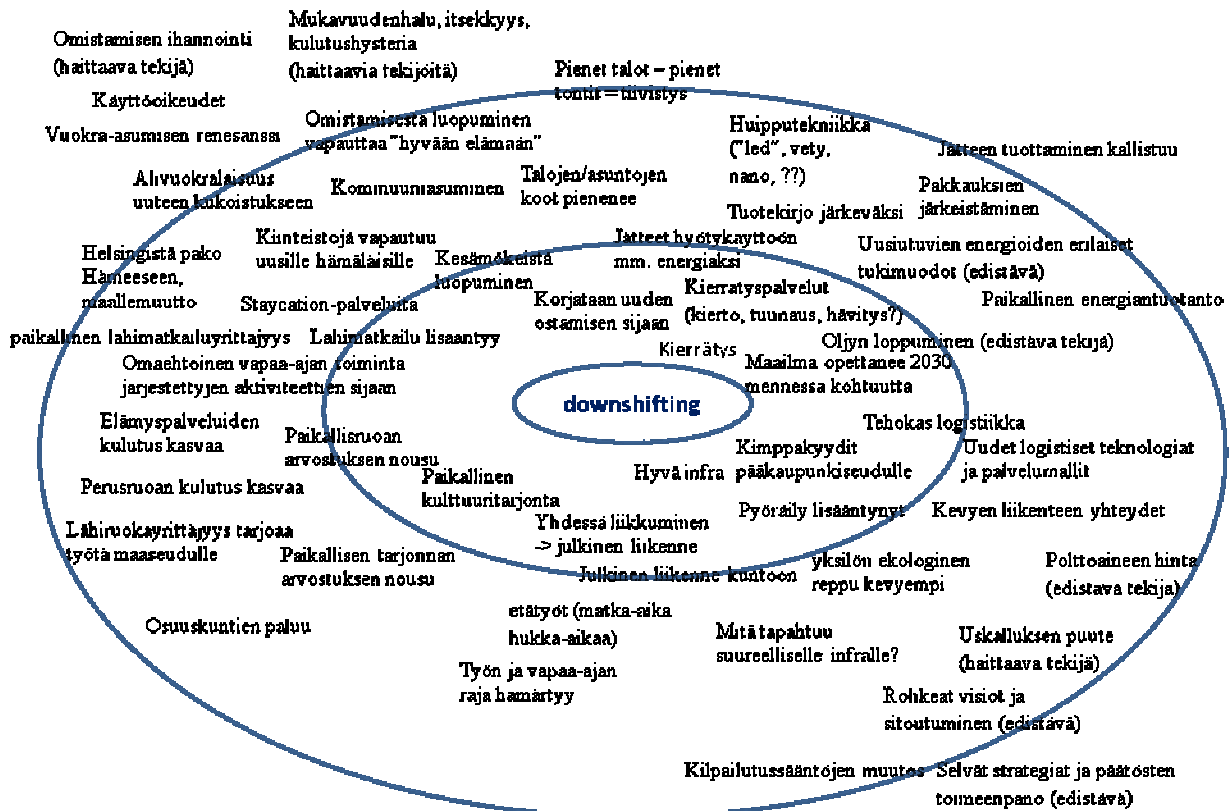 Omistamisen ihannointi
(haittaava tekijä)
Mukavuudenhalu, itsekkyys,
kulutushysteria
(haittaavia tekijöitä)
Pienet talot – pienet
tontit – tiivistys
Käyttöoikeudet
Vuokra-asumisen renesanssi
Omistamisesta luopuminen
vapauttaa "hyvään elämään"
Huipputekniikka
("led", vety,
nano, ??)
Jätteen tuottaminen kallistuu
Alivuokralaisuus
uuteen kukoistukseen
Kommuuniasuminen
Talojen/asuntojen
koot pienenee
Pakkauksien
järkeistäminen
Tuotekirjo järkeväksi
Helsingistä pako
Hämeeseen,
maallemuutto
Kiinteistöjä vapautuu
uusille hämäläisille
Kesämökeistä
luopuminen
Jätteet hyötykäyttöön
mm. energiaksi
Uusiutuvien energioiden erilaiset
tukimuodot (edistävä)
Staycation-palveluita
Korjataan uuden
ostamisen sijaan
Kierrätyspalvelut
(kierto, tuunaus, hävitys?)
Paikallinen energiantuotanto
paikallinen lähimatkailuyrittäjyys
Lähimatkailu lisääntyy
Kierrätys
Öljyn loppuminen (edistävä tekijä)
Omaehtoinen vapaa-ajan toiminta
järjestettyjen aktiviteettien sijaan
Maailma opettanee 2030
mennessä kohtuutta
downshifting
Elämyspalveluiden
kulutus kasvaa
Paikallisruoan
arvostuksen nousu
Tehokas logistiikka
Perusruoan kulutus kasvaa
Paikallinen
kulttuuritarjonta
Hyvä infra
Kimppakyydit
pääkaupunkiseudulle
Uudet logistiset teknologiat
ja palvelumallit
Lähiruokayrittäjyys tarjoaa
työtä maaseudulle
Paikallisen tarjonnan
arvostuksen nousu
Yhdessä liikkuminen
-> julkinen liikenne
Pyöräily lisääntynyt
Kevyen liikenteen yhteydet
Julkinen liikenne kuntoon
yksilön ekologinen
reppu kevyempi
Polttoaineen hinta
(edistävä tekijä)
Osuuskuntien paluu
etätyöt (matka-aika
hukka-aikaa)
Mitä tapahtuu
suureelliselle infralle?
Uskalluksen puute
(haittaava tekijä)
Työn ja vapaa-ajan
raja hämärtyy
Rohkeat visiot ja
sitoutuminen (edistävä)
Kilpailutussääntöjen muutos
Selvät strategiat ja päätösten
toimeenpano (edistävä)